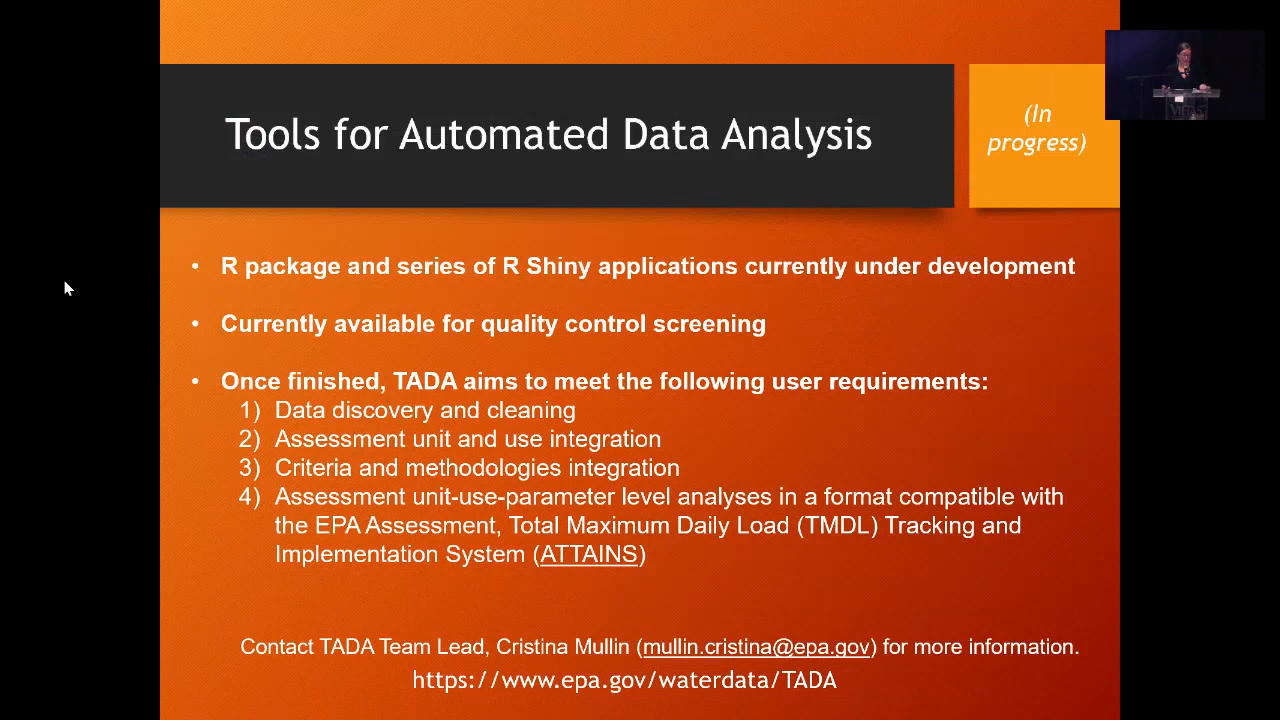 Tools for Automated Data Analysis
(In
progress)
• R package and series of R Shiny applications currently under development
• Currently available for quality control screening
• Once finished, TADA aims to meet the following user requirements:
1) Data discovery and cleaning
2) Assessment unit and use integration
3) Criteria and methodologies integration
4) Assessment unit-use-parameter level analyses in a format compatible with
the EPA Assessment, Total Maximum Daily Load (TMDL) Tracking and
Implementation System (ATTAINS)
Contact TADA Team Lead, Cristina Mullin (mullin.cristina@epa.gov) for more information.
https://www.epa.gov/waterdata/TADA